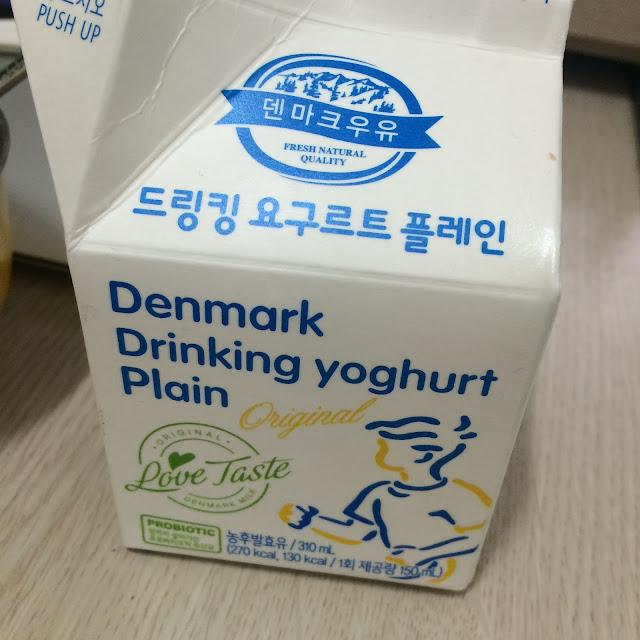 PUSH UP
덴마크우유
FRESH NATURAL
QUALITY
드링킹 요구르트 플레인
Denmark
Drinking yoghurt
Plain
Original
ORIGINAL
Love Taste
DENMARK MILK
PROBIOTIC
농후발효유 / 310 mL
(270 kcal, 130 kcal / 1회 제공량 150 mL)